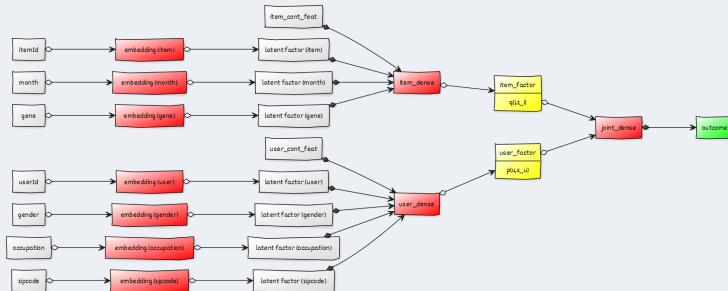 item_cont_feat
itemId
embedding (item)
latent factor (item)
month
embedding (month)
latent factor (month)
item_dense
gene
embedding (gene)
latent factor (gene)
item_factor
q(i,z_i)
joint_dense
outcome
user_cont_feat
user_factor
p(u,x_u)
userId
embedding (user)
latent factor (user)
user_dense
gender
embedding (gender)
latent factor (gender)
occupation
embedding (occupation)
latent factor (occupation)
sipcode
embedding (sipcode)
latent factor (sipcode)